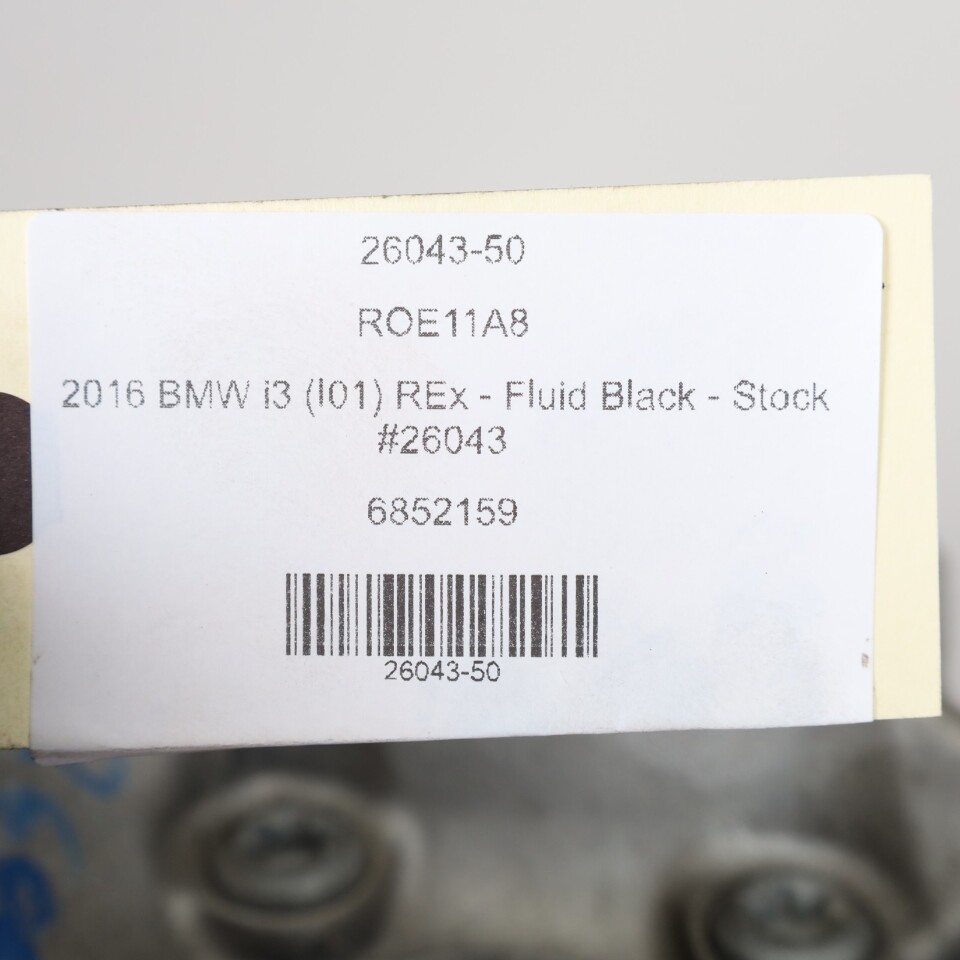 26043-50
ROE11A8
2016 BMW i3 (I01) REx - Fluid Black - Stock
#26043
6852159
26043-50